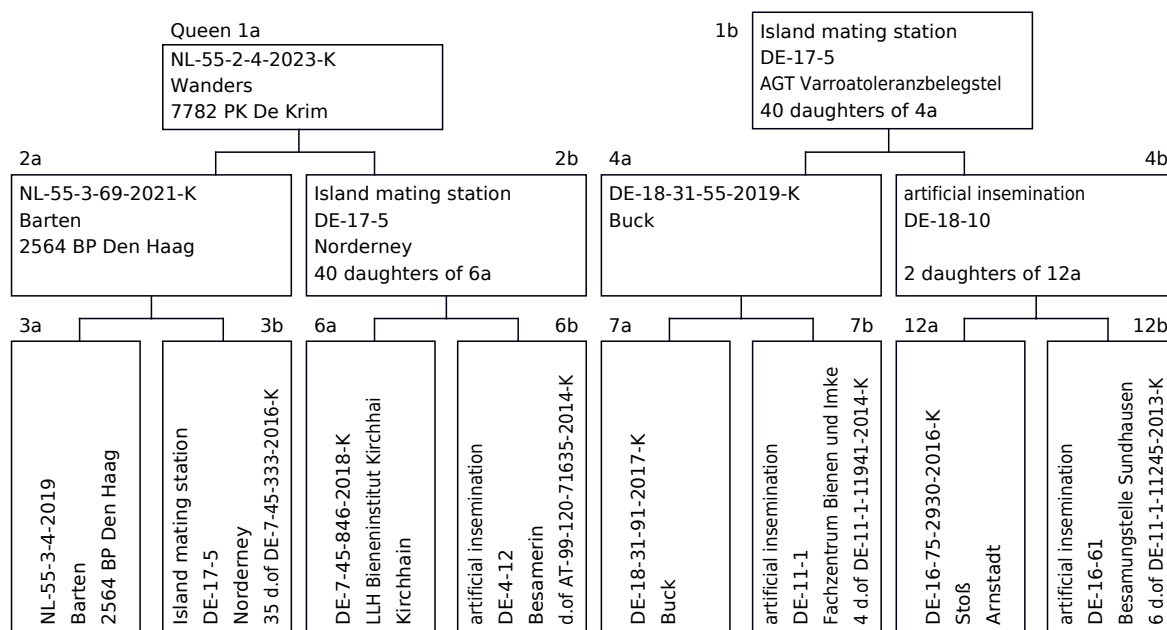 Queen 1a
NL-55-2-4-2023-K
Wanders
7782 PK De Krim
1b
Island mating station
DE-17-5
AGT Varroatoleranzbelegstel
40 daughters of 4a
2a
NL-55-3-69-2021-K
Barten
2564 BP Den Haag
2b
Island mating station
DE-17-5
Norderney
40 daughters of 6a
4a
DE-18-31-55-2019-K
Buck
4b
artificial insemination
DE-18-10
2 daughters of 12a
3a
NL-55-3-4-2019
Barten
2564 BP Den Haag
3b
Island mating station
DE-17-5
Norderney
35 d.of DE-7-45-333-2016-K
6a
DE-7-45-846-2018-K
LLH Bieneninstitut Kirchhai
Kirchhain
6b
artificial insemination
DE-4-12
Besamerin
d.of AT-99-120-71635-2014-K
7a
DE-18-31-91-2017-K
Buck
7b
artificial insemination
DE-11-1
Fachzentrum Bienen und Imke
4 d.of DE-11-1-11941-2014-K
12a
DE-16-75-2930-2016-K
Stoß
Arnstadt
12b
artificial insemination
DE-16-61
Besamungstelle Sundhausen
6 d.of DE-11-1-11245-2013-K